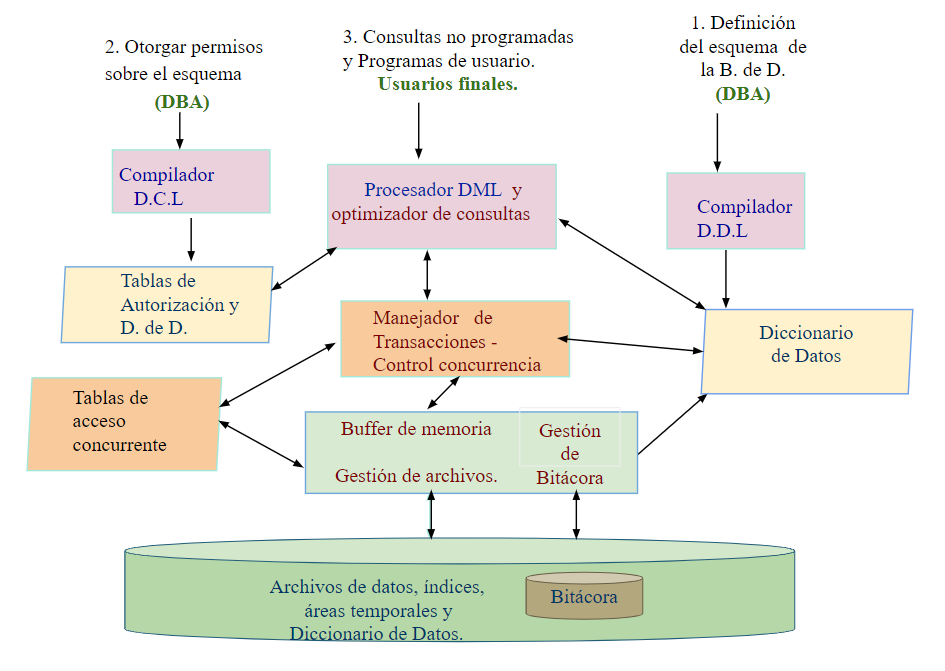 1. Definición
del esquema de
la B. de D.
(DBA)
2. Otorgar permisos
sobre el esquema
(DBA)
3. Consultas no programadas
y Programas de usuario.
Usuarios finales.
Compilador
D.C.L
Procesador DML y
optimizador de consultas
Compilador
D.D.L
Tablas de
Autorización y
D. de D.
Manejador de
Transacciones -
Control concurrencia
Diccionario
de Datos
Tablas de
acceso
concurrente
Buffer de memoria
Gestión de archivos.
Gestión
de
Bitácora
Archivos de datos, índices,
áreas temporales y
Diccionario de Datos.
Bitácora